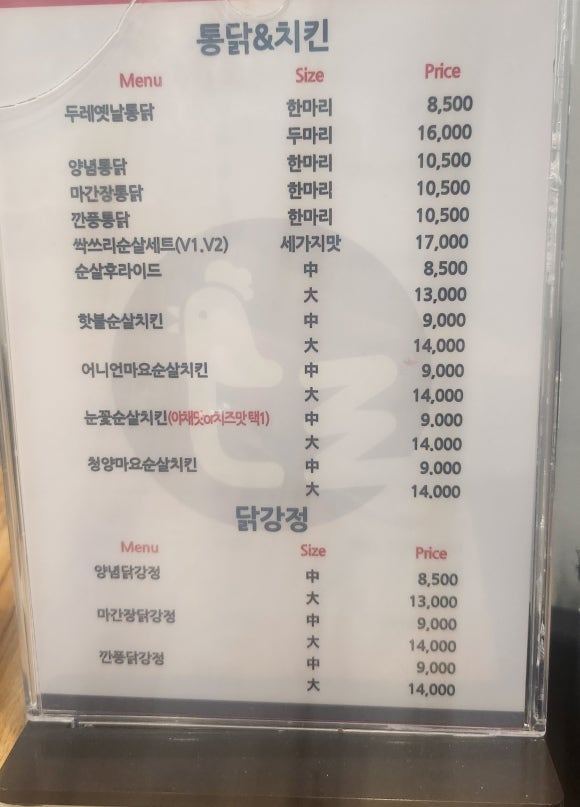 통닭&치킨
Menu Size Price
두레옛날통닭 한마리 8,500
두마리 16,000
양념통닭 한마리 10,500
마간장통닭 한마리 10,500
깐풍통닭 한마리 10,500
싹쓰리순살세트(V1.V2) 세가지맛 17,000
순살후라이드 中 8,500
大 13,000
핫불순살치킨 中 9,000
大 14,000
어니언마요순살치킨 中 9,000
大 14,000
눈꽃순살치킨(야채맛or치즈맛 택1) 中 9.000
大 14.000
청양마요순살치킨 中 9.000
大 14.000
닭강정
Menu Size Price
양념닭강정 中 8,500
大 13,000
마간장닭강정 中 9,000
大 14,000
깐풍닭강정 中 9,000
大 14,000